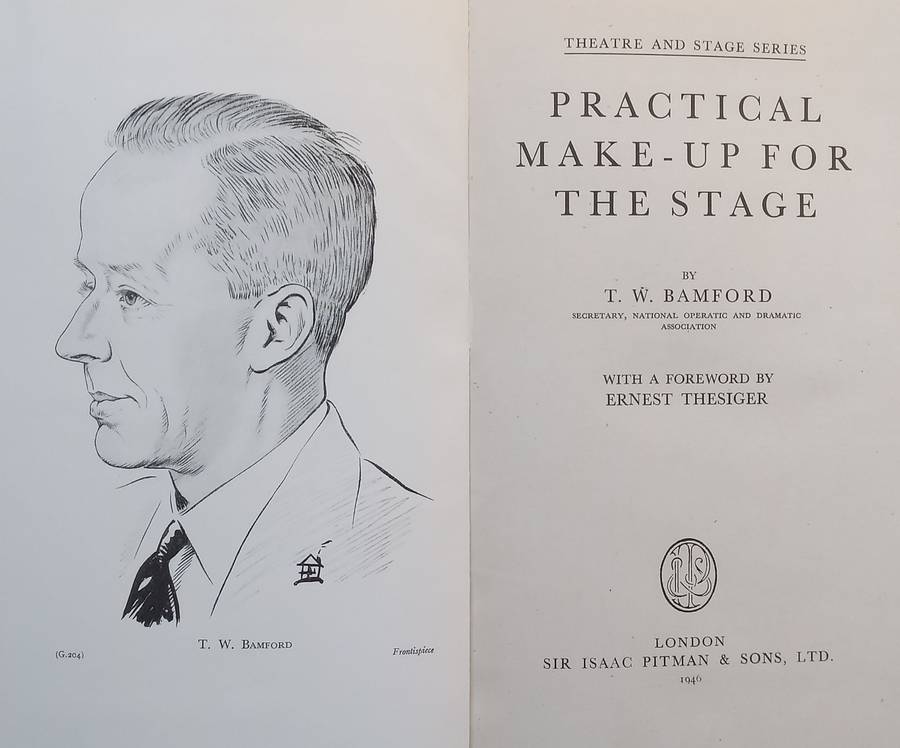 T. W. BAMFORD
(G.204)
Frontispiece
THEATRE AND STAGE SERIES
PRACTICAL
MAKE-UP FOR
THE STAGE
BY
T. W. BAMFORD
SECRETARY, NATIONAL OPERATIC AND DRAMATIC
ASSOCIATION
WITH A FOREWORD BY
ERNEST THESIGER
LONDON
SIR ISAAC PITMAN & SONS, LTD.
1946